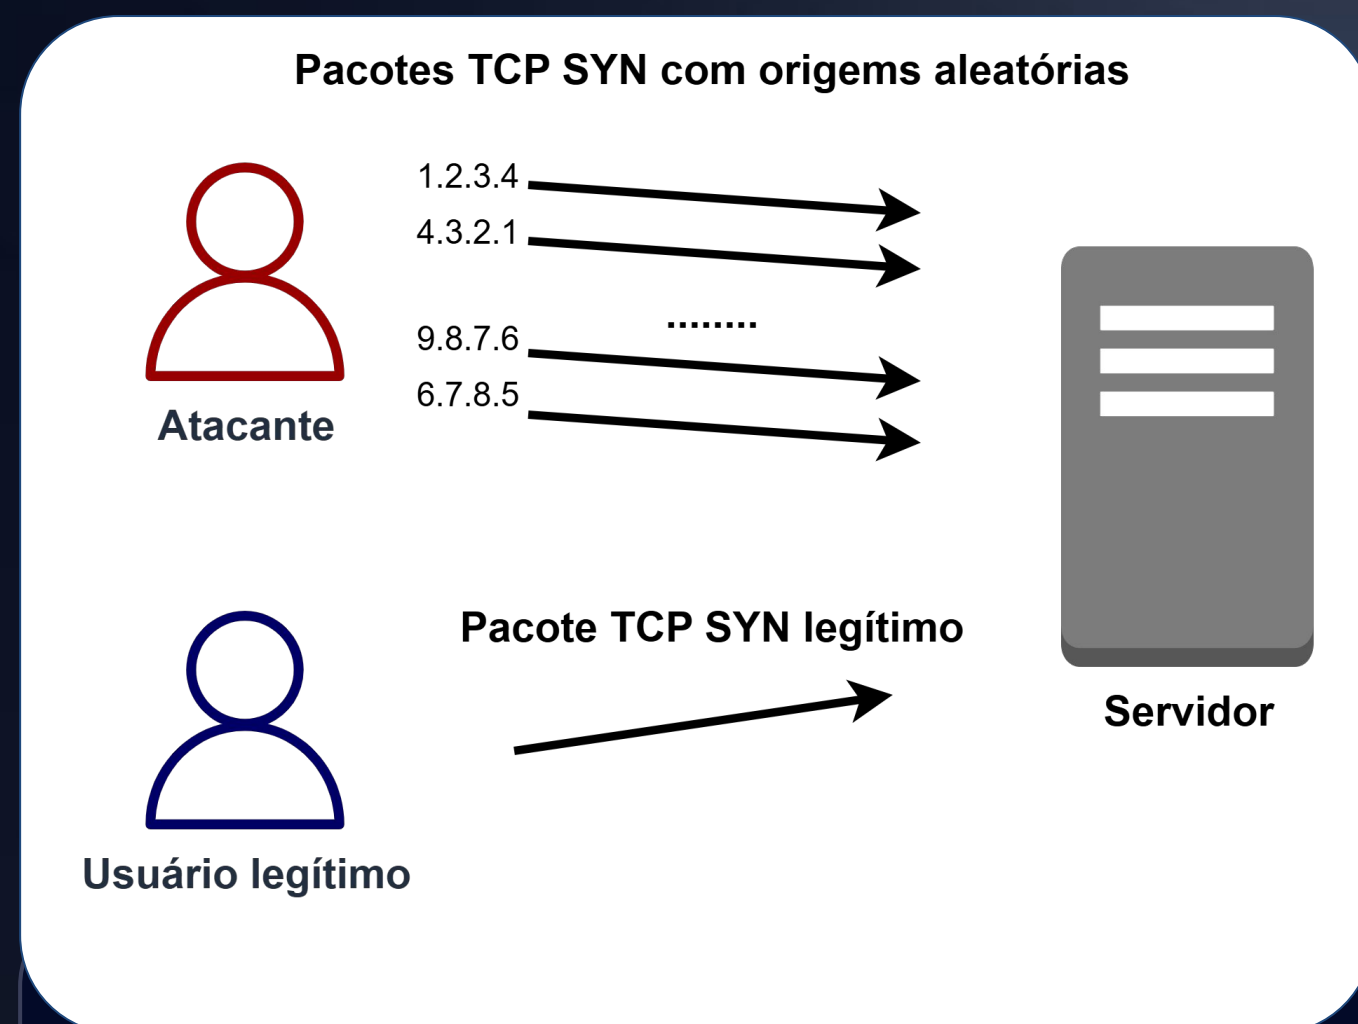 Pacotes TCP SYN com origems aleatórias
1.2.3.4
4.3.2.1
........
9.8.7.6
6.7.8.5
Atacante
Pacote TCP SYN legítimo
Servidor
Usuário legítimo